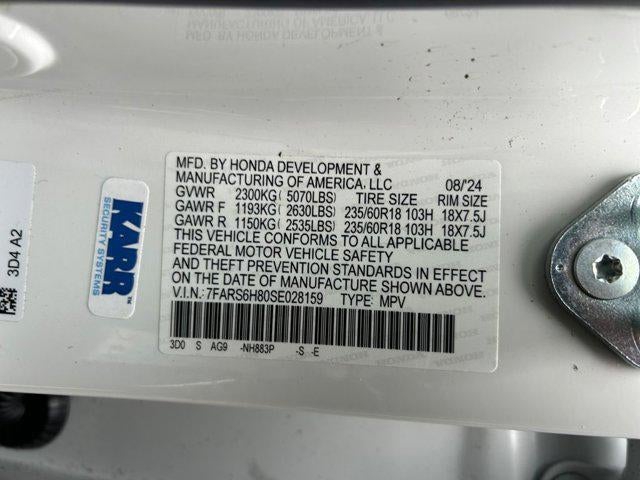 MFD. BY HONDA DEVELOPMENT &
MANUFACTURING OF AMERICA, LLC 08/'24
GVWR 2300KG ( 5070LBS) TIRE SIZE RIM SIZE
GAWR F 1193KG ( 2630LBS) 235/60R18 103H 18X7.5J
GAWR R 1150KG ( 2535LBS) 235/60R18 103H 18X7.5J
THIS VEHICLE CONFORMS TO ALL APPLICABLE
FEDERAL MOTOR VEHICLE SAFETY
AND THEFT PREVENTION STANDARDS IN EFFECT
ON THE DATE OF MANUFACTURE SHOWN ABOVE.
V.I.N.: 7FARS6H80SE028159 TYPE: MPV
3D0 S AG9 -NH883P -S -E
KARR
SECURITY SYSTEMS
3D4 A2